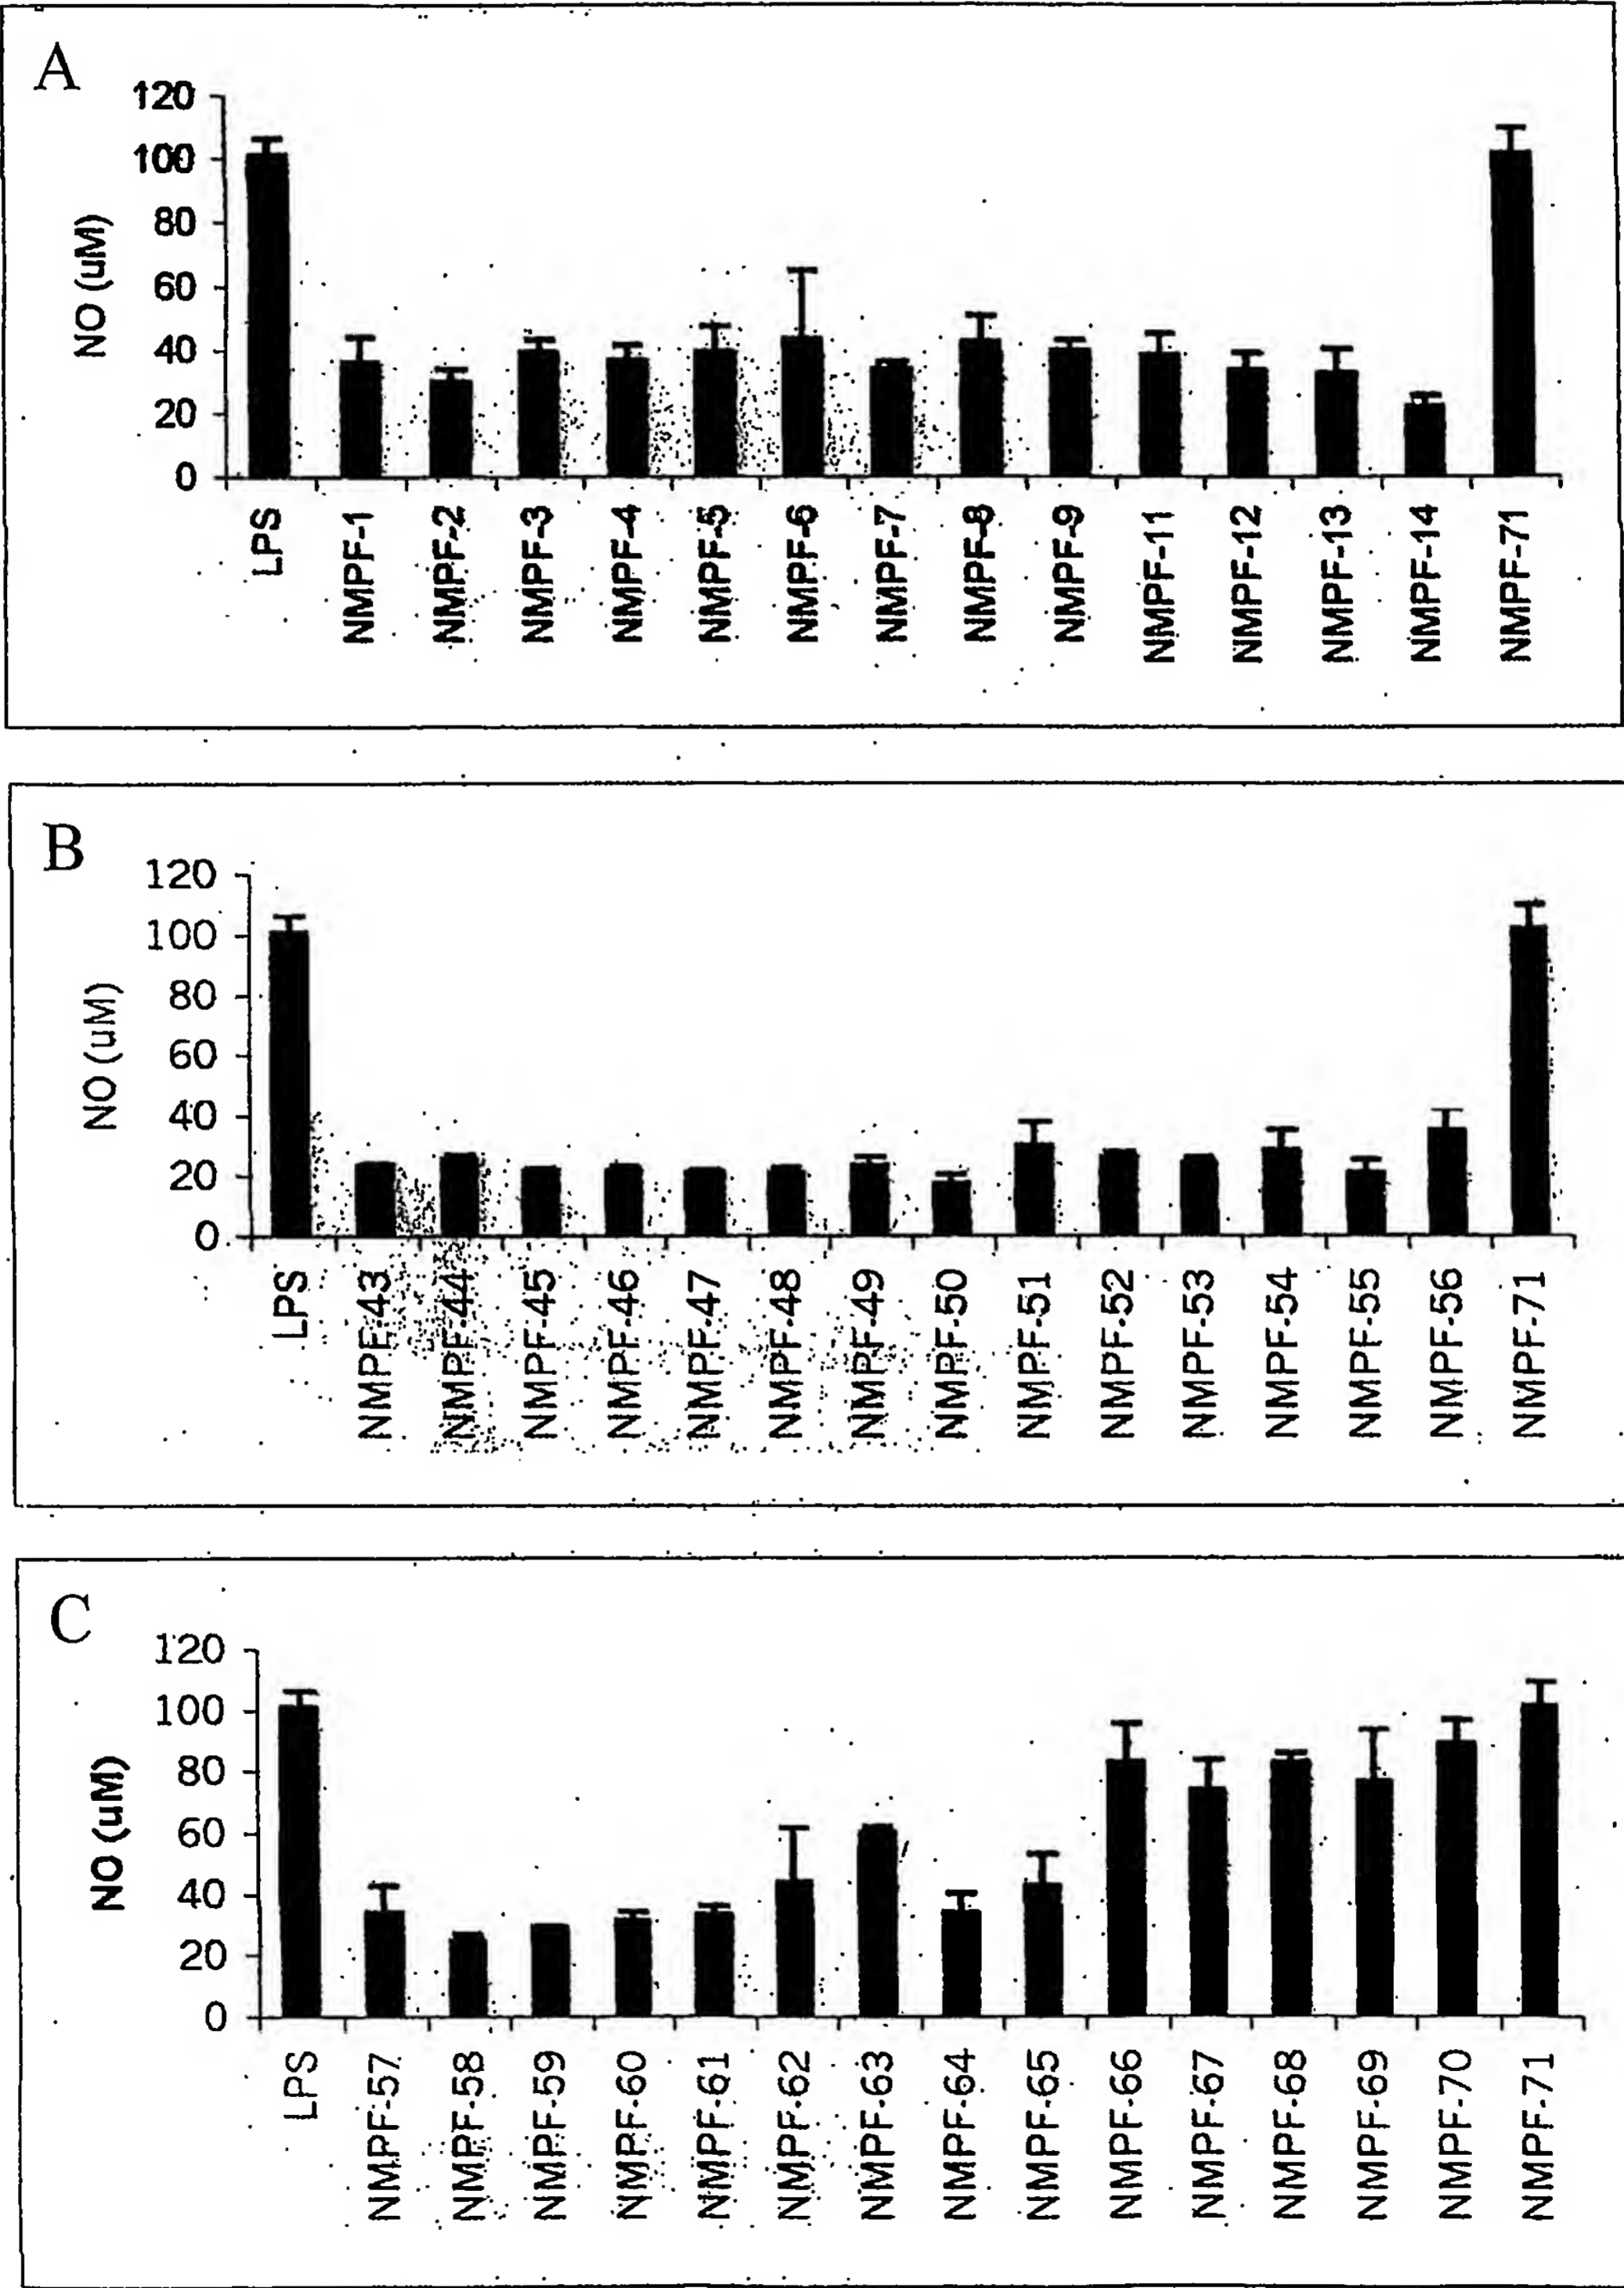 A
120
100
80
60
40
20
0
NO (uM)
LPS
NMPF-1
NMPF-2
NMPF-3
NMPF-4
NMPF-5
NMPF-6
NMPF-7
NMPF-8
NMPF-9
NMPF-11
NMPF-12
NMPF-13
NMPF-14
NMPF-71
B
120
100
80
60
40
20
0
NO (uM)
LPS
NMPF-43
NMPF-44
NMPF-45
NMPF-46
NMPF-47
NMPF-48
NMPF-49
NMPF-50
NMPF-51
NMPF-52
NMPF-53
NMPF-54
NMPF-55
NMPF-56
NMPF-71
C
120
100
80
60
40
20
0
NO (uM)
LPS
NMPF-57
NMPF-58
NMPF-59
NMPF-60
NMPF-61
NMPF-62
NMPF-63
NMPF-64
NMPF-65
NMPF-66
NMPF-67
NMPF-68
NMPF-69
NMPF-70
NMPF-71